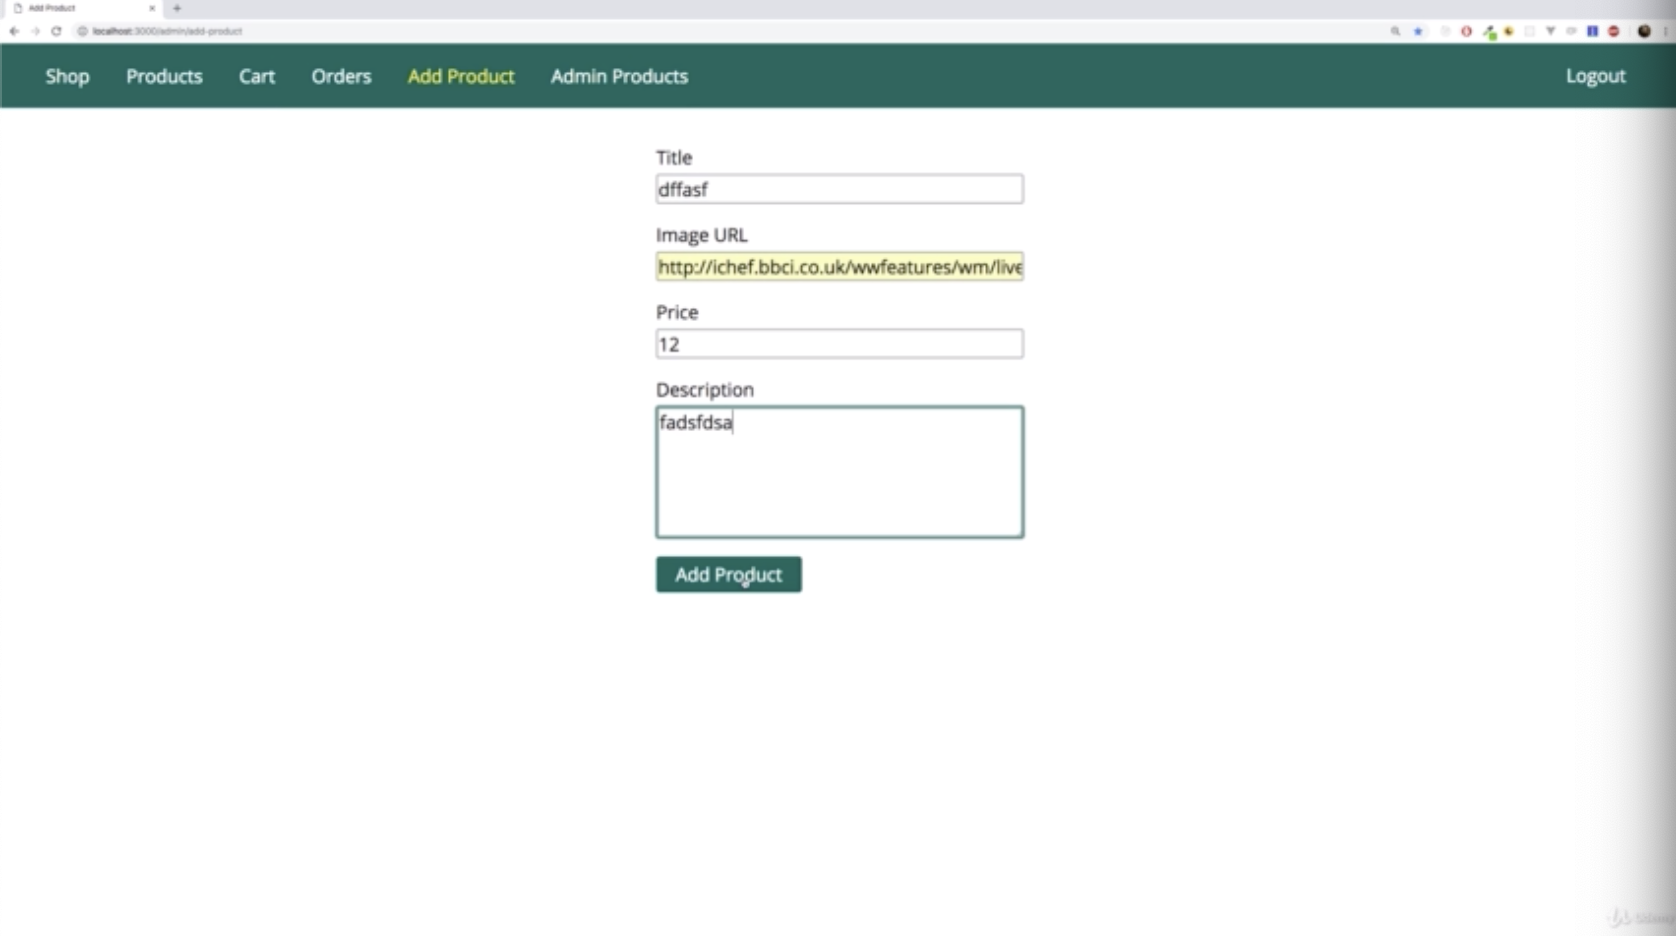 Add Product
localhost:3000/admin/add-product
Shop Products Cart Orders Add Product Admin Products Logout
Title
dffasf
Image URL
http://ichef.bbci.co.uk/wwfeatures/wm/live
Price
12
Description
fadsfdsa
Add Product
Udemy